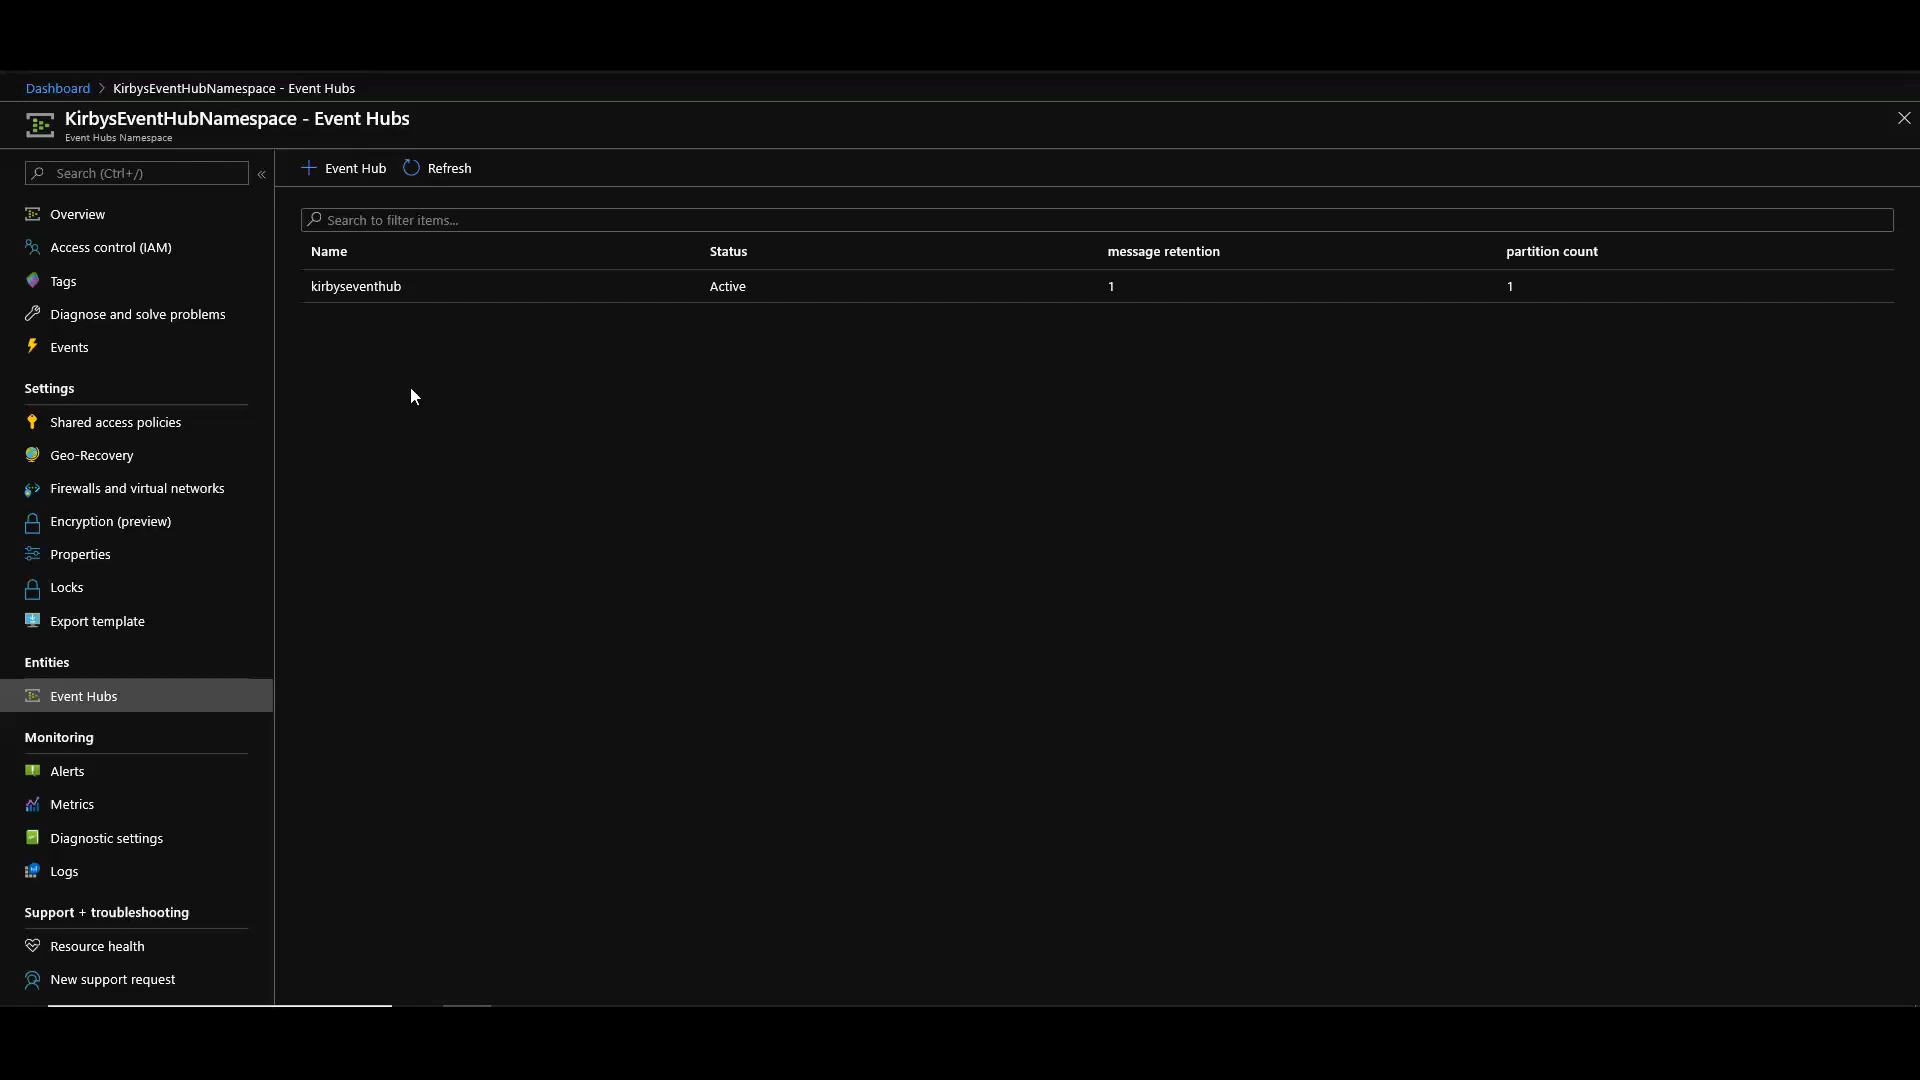 Dashboard > KirbysEventHubNamespace - Event Hubs
KirbysEventHubNamespace - Event Hubs
Event Hubs Namespace
Search (Ctrl+/)
«
Overview
Access control (IAM)
Tags
Diagnose and solve problems
Events
Settings
Shared access policies
Geo-Recovery
Firewalls and virtual networks
Encryption (preview)
Properties
Locks
Export template
Entities
Event Hubs
Monitoring
Alerts
Metrics
Diagnostic settings
Logs
Support + troubleshooting
Resource health
New support request
+ Event Hub Refresh
Search to filter items...
Name Status message retention partition count
kirbyseventhub Active 1 1